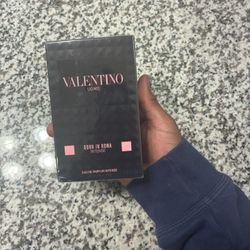 VALENTINO
UOMO
BORN IN ROMA
INTENSE
EAU DE PARFUM INTENSE